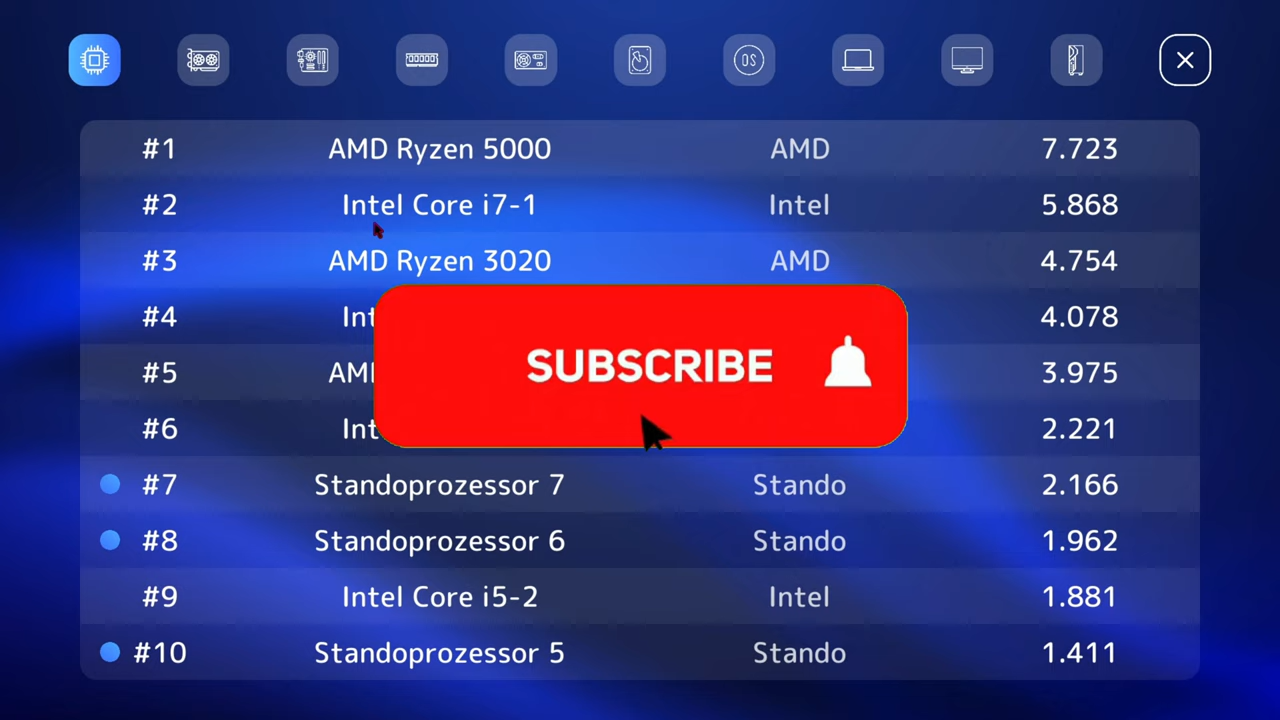 OS
#1 AMD Ryzen 5000 AMD 7.723
#2 Intel Core i7-1 Intel 5.868
#3 AMD Ryzen 3020 AMD 4.754
#4 4.078
#5 3.975
#6 2.221
SUBSCRIBE
#7 Standoprozessor 7 Stando 2.166
#8 Standoprozessor 6 Stando 1.962
#9 Intel Core i5-2 Intel 1.881
#10 Standoprozessor 5 Stando 1.411